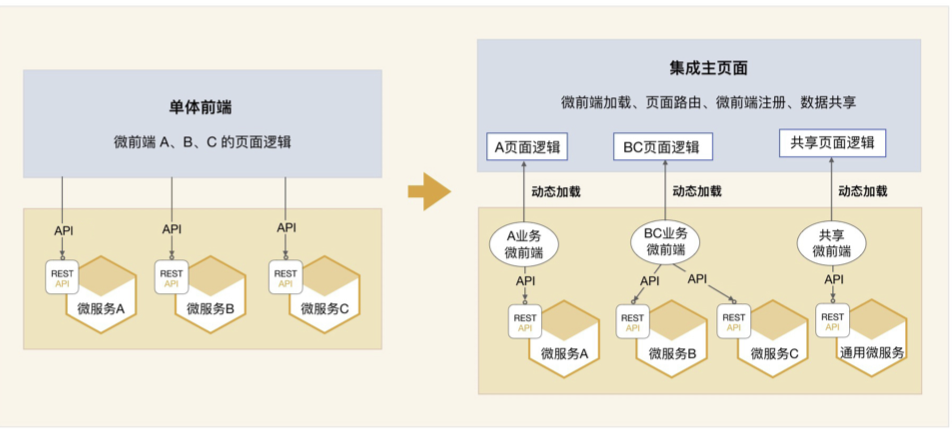 单体前端
微前端 A、B、C 的页面逻辑
API
API
API
REST
API
微服务A
REST
API
微服务B
REST
API
微服务C
集成主页面
微前端加载、页面路由、微前端注册、数据共享
A页面逻辑
BC页面逻辑
共享页面逻辑
动态加载
动态加载
动态加载
A业务
微前端
BC业务
微前端
共享
微前端
API
API
API
API
REST
API
微服务A
REST
API
微服务B
REST
API
微服务C
REST
API
通用微服务